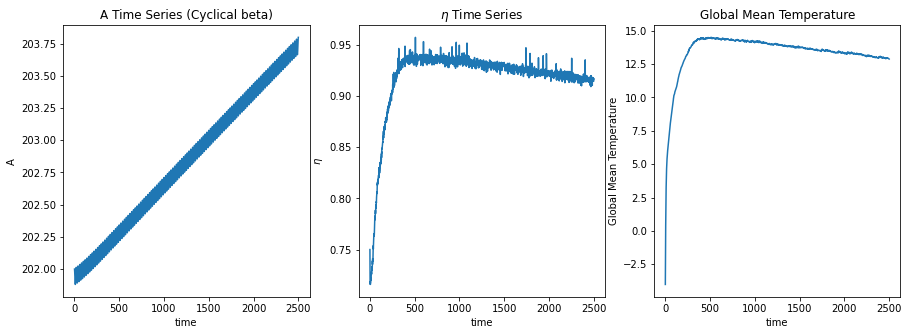 A Time Series (Cyclical beta)
203.75
203.50
203.25
203.00
202.75
202.50
202.25
202.00
A
0 500 1000 1500 2000 2500
time
η Time Series
0.95
0.90
0.85
0.80
0.75
η
0 500 1000 1500 2000 2500
time
Global Mean Temperature
15.0
12.5
10.0
7.5
5.0
2.5
0.0
−2.5
Global Mean Temperature
0 500 1000 1500 2000 2500
time